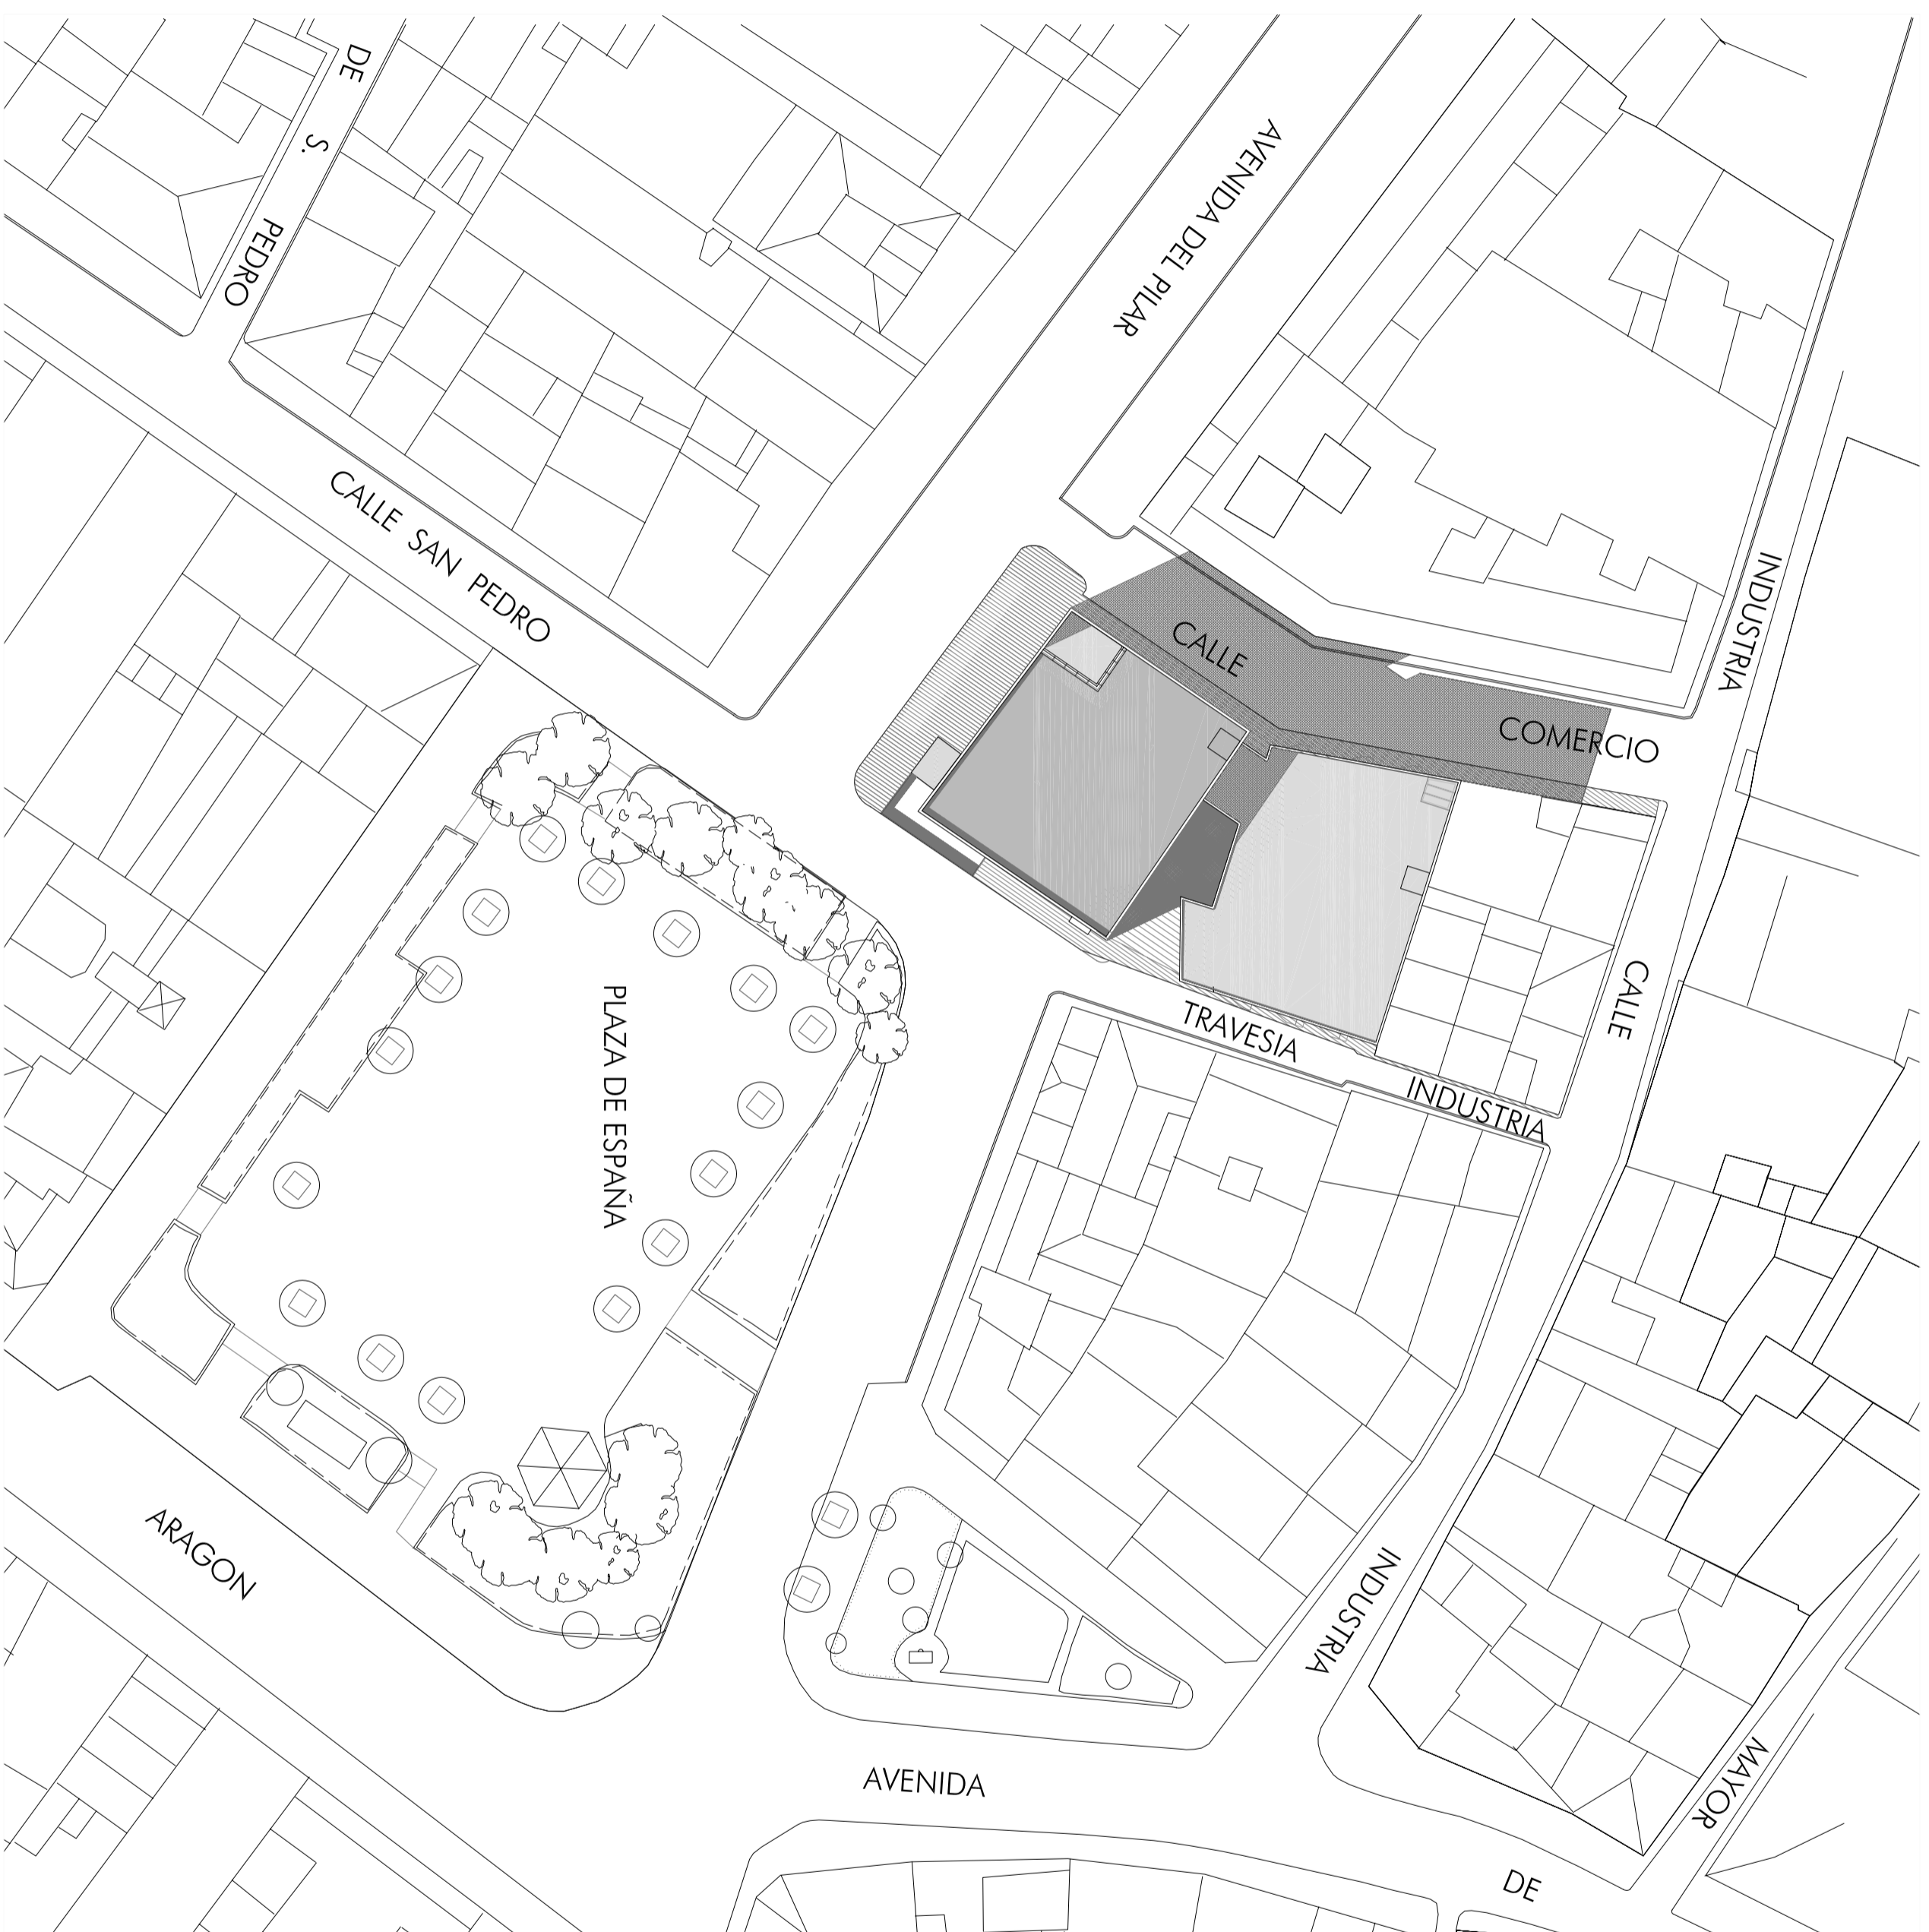 DE
S.
PEDRO
AVENIDA DEL PILAR
CALLE SAN PEDRO
CALLE
COMERCIO
INDUSTRIA
CALLE
PLAZA DE ESPAÑA
TRAVESIA
INDUSTRIA
ARAGON
INDUSTRIA
MAYOR
AVENIDA
DE